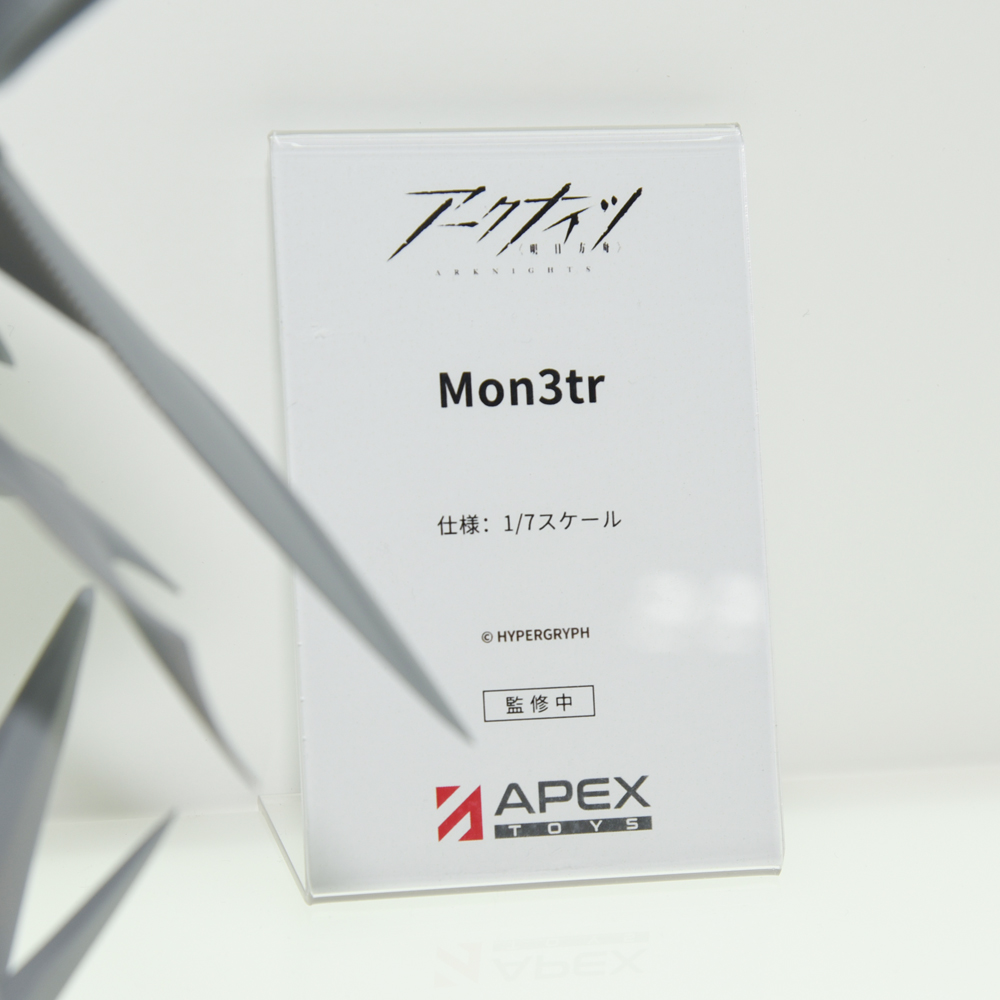 アークナイツ
〈明日方舟〉
ARKNIGHTS
Mon3tr
仕様：1/7スケール
© HYPERGRYPH
監修中
APEX
TOYS